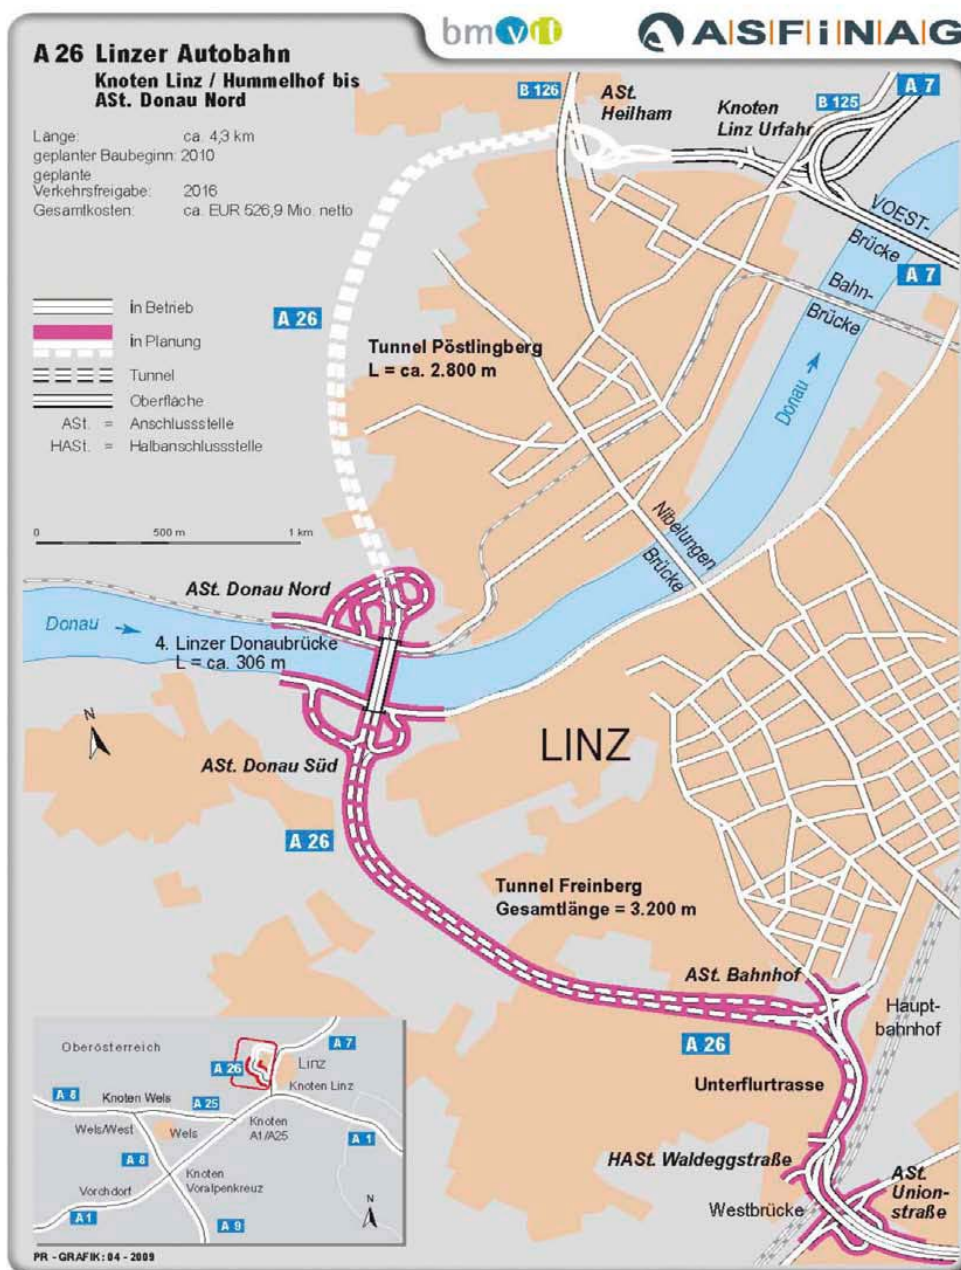 bmvit
ASFiNAG
A 26 Linzer Autobahn
Knoten Linz / Hummelhof bis
ASt. Donau Nord
Länge: ca. 4,3 km
geplanter Baubeginn: 2010
geplante
Verkehrsfreigabe: 2016
Gesamtkosten: ca. EUR 526,9 Mio. netto
in Betrieb
in Planung
Tunnel
Oberfläche
ASt. = Anschlussstelle
HASt. = Halbanschlussstelle
0 500 m 1 km
B 126
ASt.
Heilham
Knoten
Linz Urfahr
B 125
A 7
VOEST-
Brücke
A 7
Bahn-
Brücke
A 26
Tunnel Pöstlingberg
L = ca. 2.800 m
Donau
Nibelungen
Brücke
ASt. Donau Nord
Donau
4. Linzer Donaubrücke
L = ca. 306 m
N
ASt. Donau Süd
LINZ
A 26
Tunnel Freinberg
Gesamtlänge = 3.200 m
ASt. Bahnhof
Haupt-
bahnhof
A 26
Unterflurtrasse
HASt. Waldeggstraße
ASt.
Union-
straße
Westbrücke
Oberösterreich
A 7
A 26
Linz
Knoten Linz
A 8
Knoten Wels
A 25
Wels/West
Wels
Knoten
A1/A25
A 1
A 8
Knoten
Voralpenkreuz
Vorchdorf
N
A 1
A 9
PR - GRAFIK: 04 - 2009